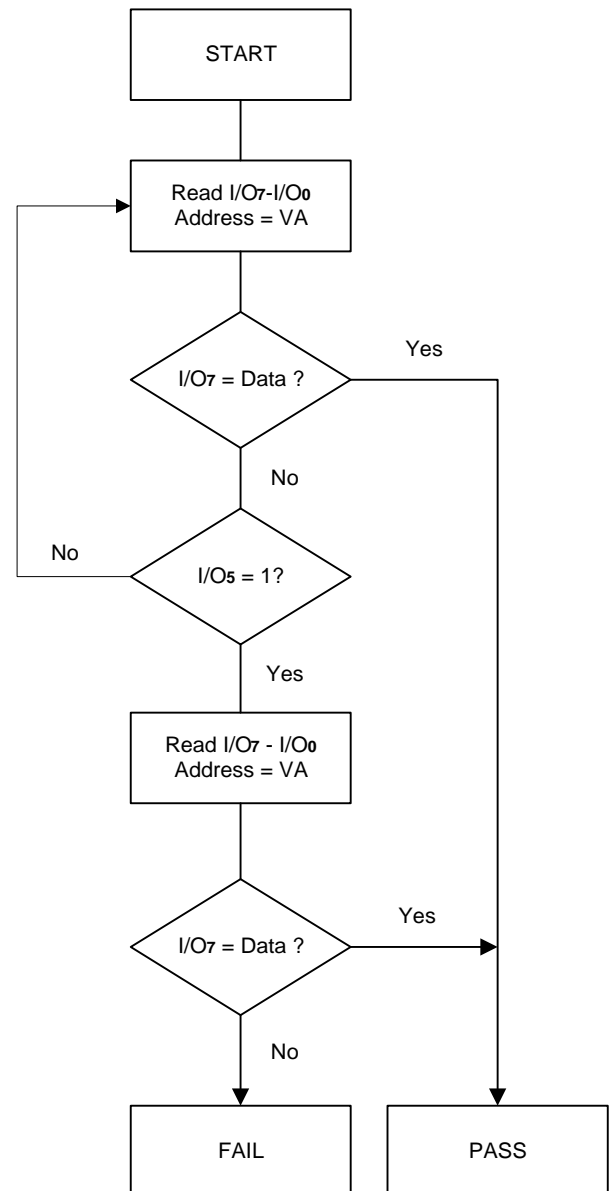 START
Read I/O7-I/O0
Address = VA
I/O7 = Data ?
Yes
No
I/O5 = 1?
No
Yes
Read I/O7 - I/O0
Address = VA
I/O7 = Data ?
Yes
No
FAIL
PASS